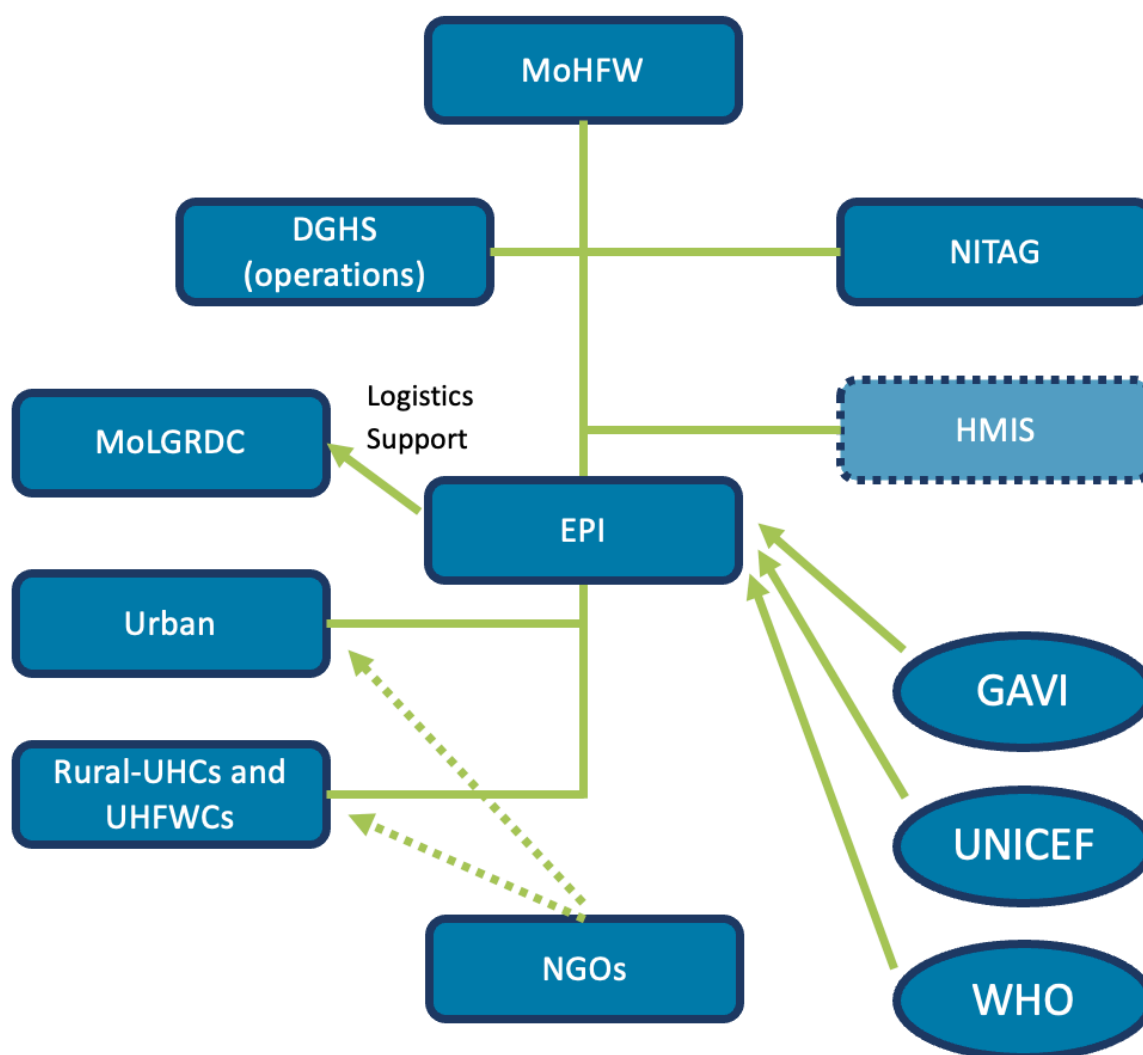 MoHFW
DGHS
(operations)
NITAG
Logistics
Support
MoLGRDC
HMIS
EPI
Urban
GAVI
Rural-UHCs and
UHFWCs
UNICEF
NGOs
WHO